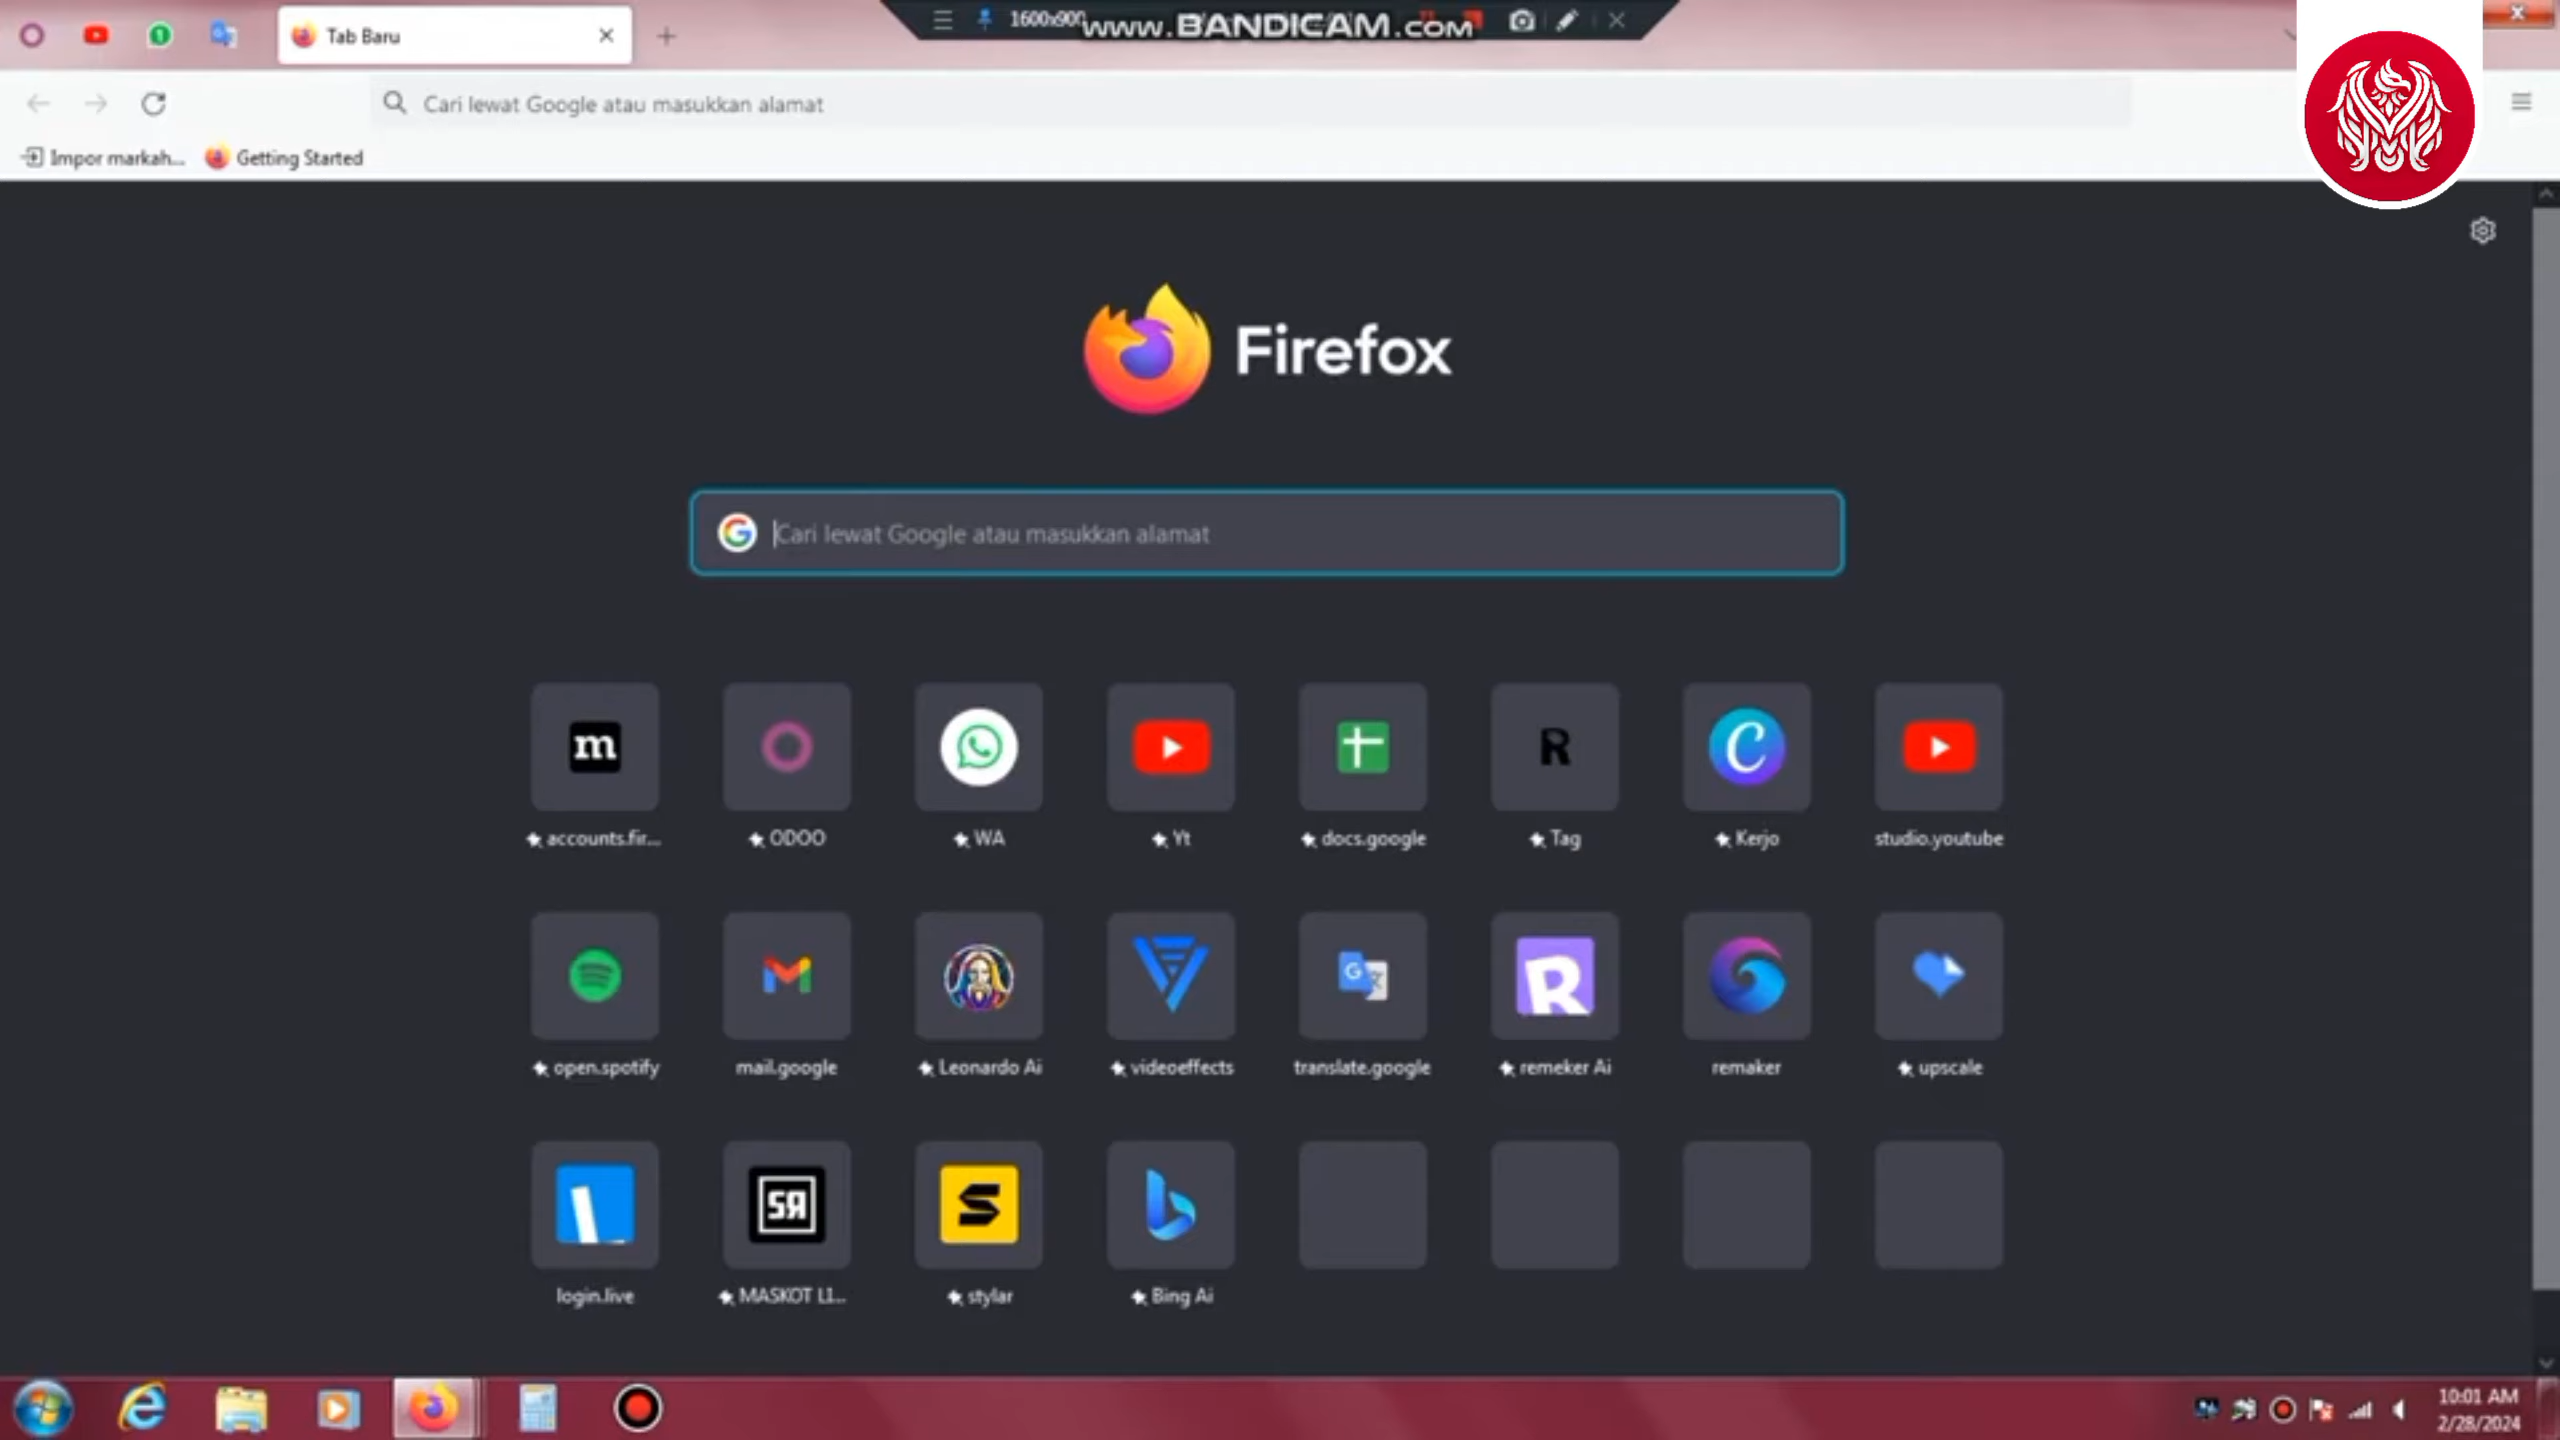 Tab Baru
1600x900
www.BANDICAM.com
Cari lewat Google atau masukkan alamat
Impor markah...
Getting Started
Firefox
Cari lewat Google atau masukkan alamat
accounts.fir...
ODOO
WA
Yt
docs.google
Tag
Kerjo
studio.youtube
open.spotify
mail.google
Leonardo Ai
videoeffects
translate.google
remeker Ai
remaker
upscale
login.live
MASKOT LI...
stylar
Bing Ai
10:01 AM
2/28/2024